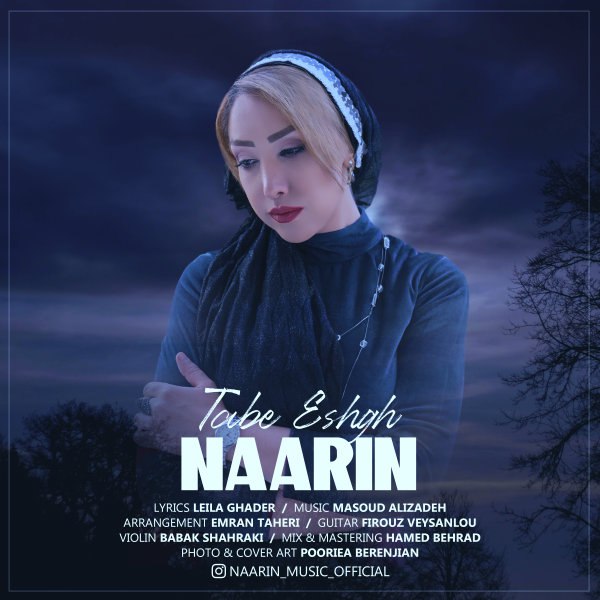 Tabe Eshgh
NAARIN
LYRICS LEILA GHADER / MUSIC MASOUD ALIZADEH
ARRANGEMENT EMRAN TAHERI / GUITAR FIROUZ VEYSANLOU
VIOLIN BABAK SHAHRAKI / MIX & MASTERING HAMED BEHRAD
PHOTO & COVER ART POORIEA BERENJIAN
NAARIN_MUSIC_OFFICIAL